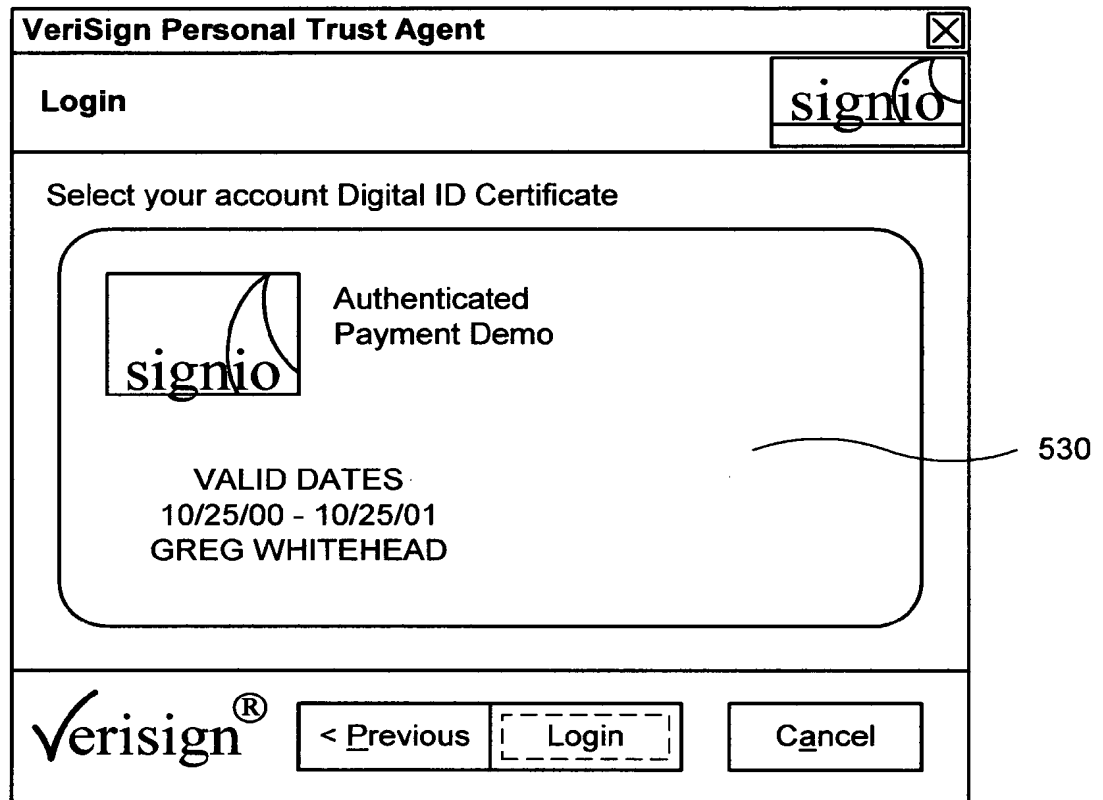 VeriSign Personal Trust Agent
Login
signio
Select your account Digital ID Certificate
signio
Authenticated
Payment Demo
530
VALID DATES
10/25/00 - 10/25/01
GREG WHITEHEAD
Verisign®
< Previous
Login
Cancel